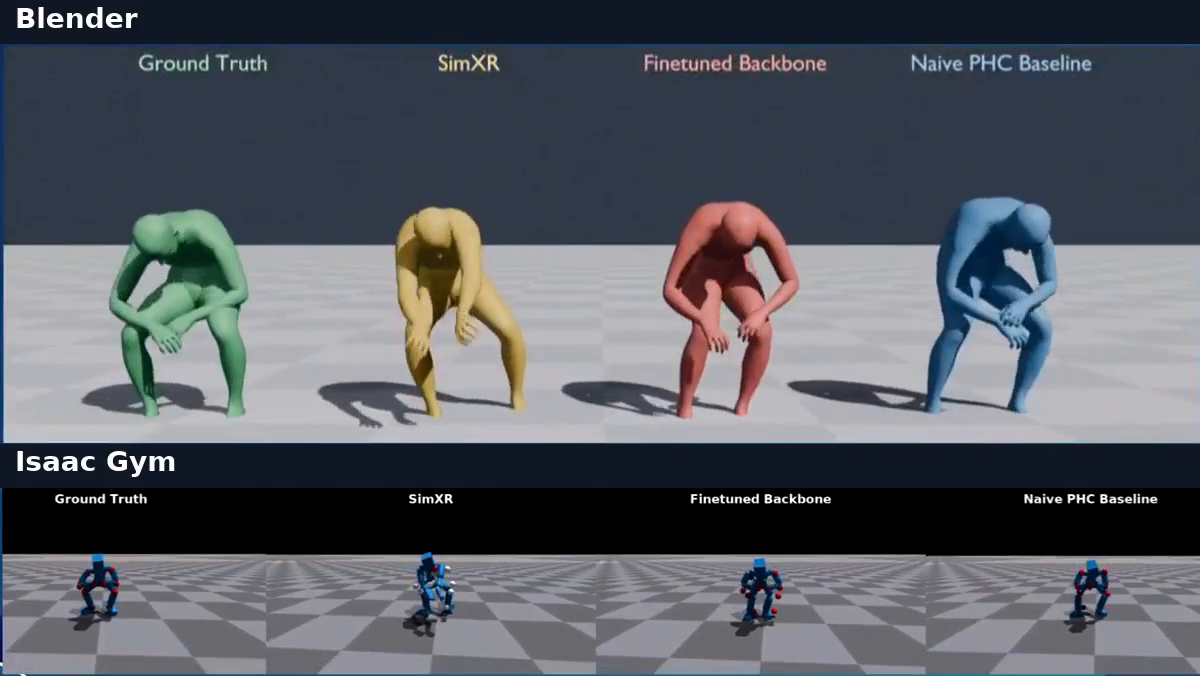 Blender
Ground Truth SimXR Finetuned Backbone Naive PHC Baseline
Isaac Gym
Ground Truth SimXR Finetuned Backbone Naive PHC Baseline